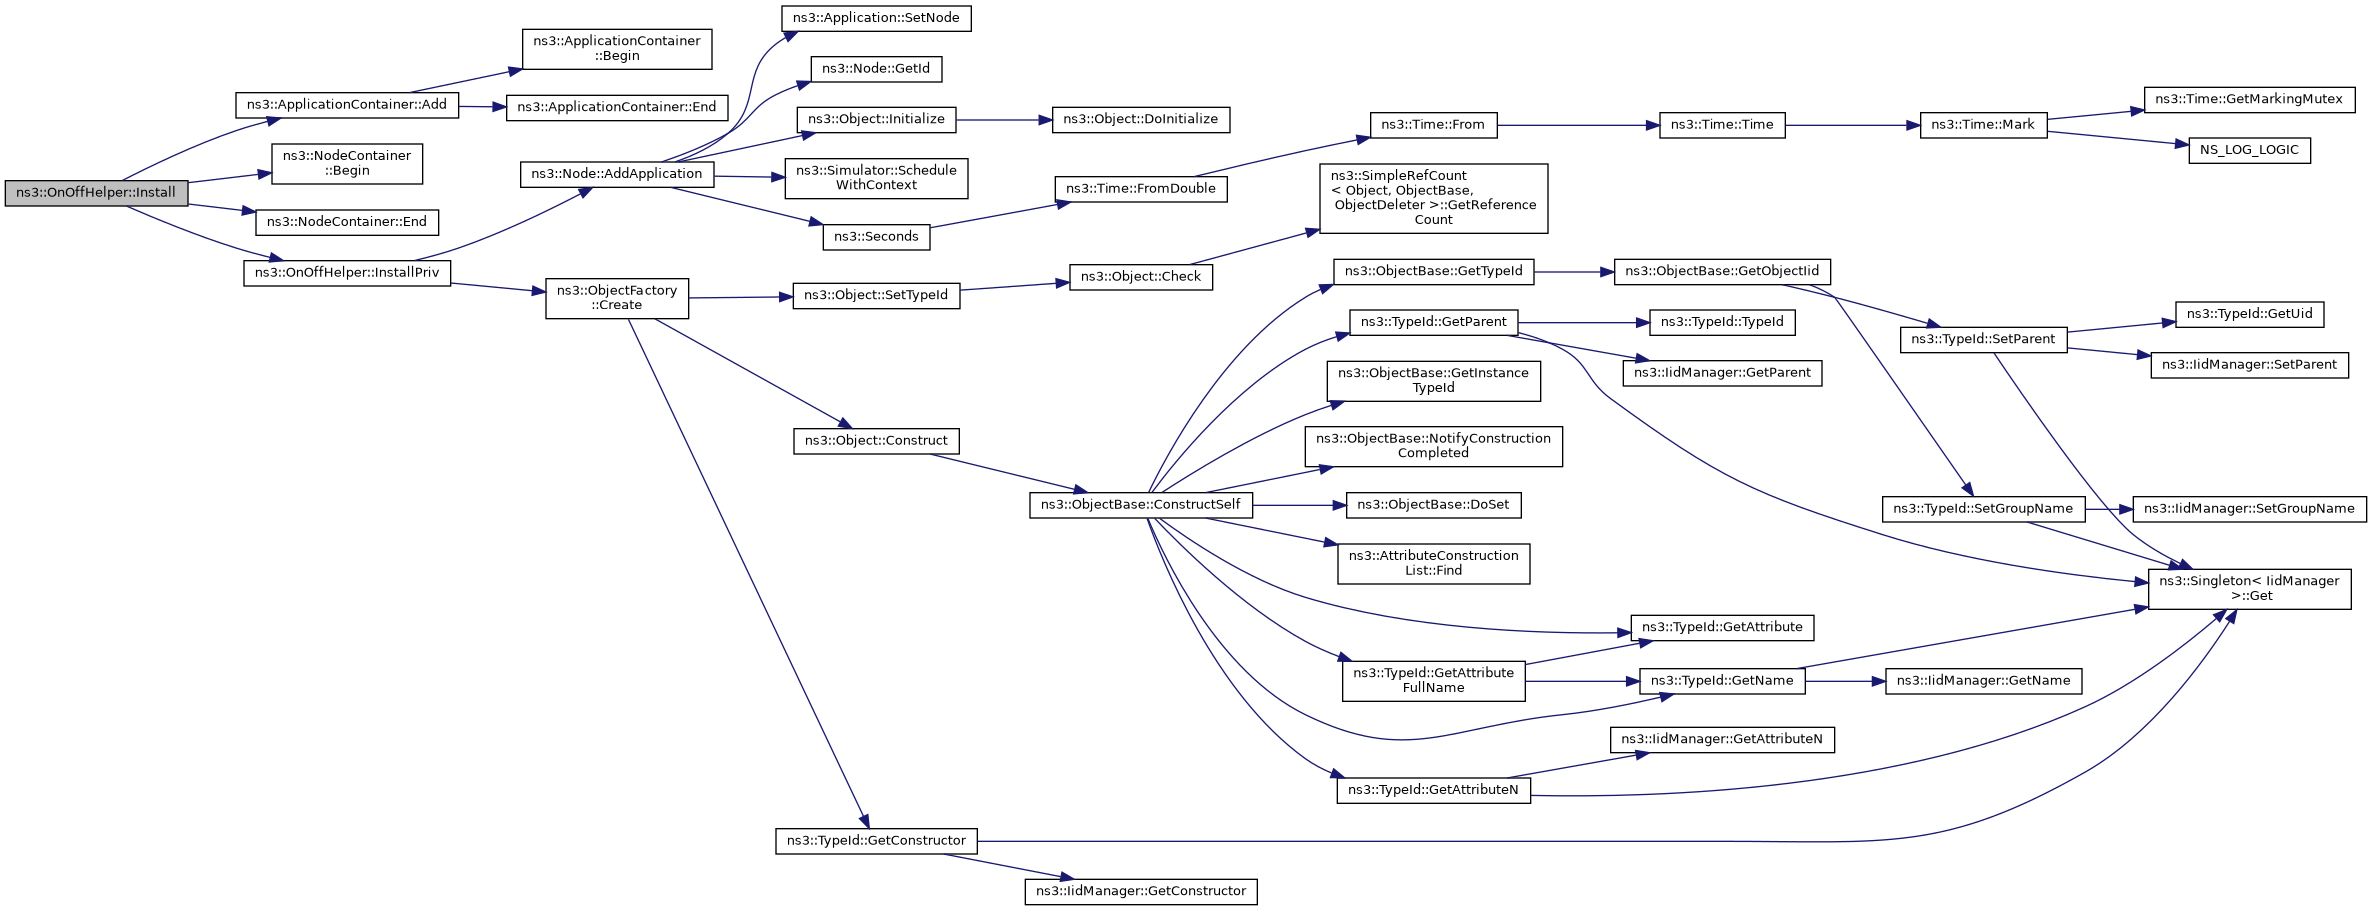 ns3::OnOffHelper::Install
ns3::ApplicationContainer::Add
ns3::NodeContainer
::Begin
ns3::NodeContainer::End
ns3::OnOffHelper::InstallPriv
ns3::ApplicationContainer
::Begin
ns3::ApplicationContainer::End
ns3::Node::AddApplication
ns3::ObjectFactory
::Create
ns3::Application::SetNode
ns3::Node::GetId
ns3::Object::Initialize
ns3::Simulator::Schedule
WithContext
ns3::Seconds
ns3::Object::SetTypeId
ns3::Object::Construct
ns3::TypeId::GetConstructor
ns3::Object::DoInitialize
ns3::Time::FromDouble
ns3::Object::Check
ns3::ObjectBase::ConstructSelf
ns3::IidManager::GetConstructor
ns3::Time::From
ns3::SimpleRefCount
< Object, ObjectBase,
ObjectDeleter >::GetReference
Count
ns3::ObjectBase::GetTypeId
ns3::TypeId::GetParent
ns3::ObjectBase::GetInstance
TypeId
ns3::ObjectBase::NotifyConstruction
Completed
ns3::ObjectBase::DoSet
ns3::AttributeConstruction
List::Find
ns3::TypeId::GetAttribute
FullName
ns3::TypeId::GetAttributeN
ns3::Time::Time
ns3::ObjectBase::GetObjectIid
ns3::TypeId::TypeId
ns3::IidManager::GetParent
ns3::TypeId::GetAttribute
ns3::TypeId::GetName
ns3::IidManager::GetAttributeN
ns3::Time::Mark
ns3::TypeId::SetParent
ns3::TypeId::SetGroupName
ns3::IidManager::GetName
ns3::Time::GetMarkingMutex
NS_LOG_LOGIC
ns3::TypeId::GetUid
ns3::IidManager::SetParent
ns3::IidManager::SetGroupName
ns3::Singleton< IidManager
>::Get